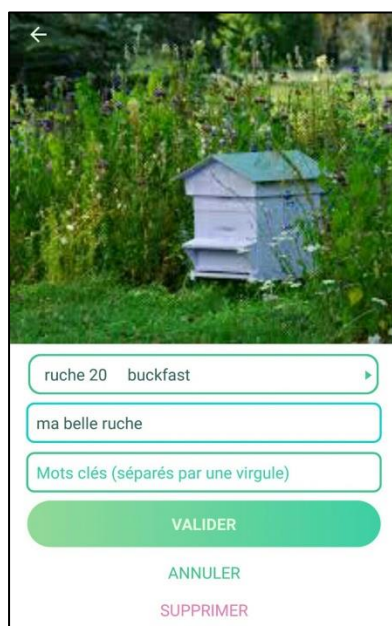 ruche 20 buckfast
ma belle ruche
Mots clés (séparés par une virgule)
VALIDER
ANNULER
SUPPRIMER